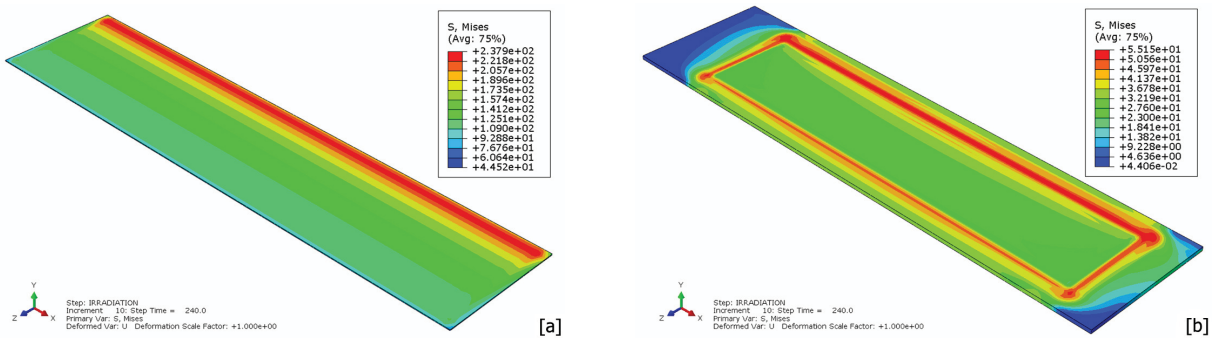 S, Mises
(Avg: 75%)
+2.379e+02
+2.218e+02
+2.057e+02
+1.896e+02
+1.735e+02
+1.574e+02
+1.412e+02
+1.251e+02
+1.090e+02
+9.288e+01
+7.676e+01
+6.064e+01
+4.452e+01
Y
Z
X
Step: IRRADIATION
Increment 10: Step Time = 240.0
Primary Var: S, Mises
Deformed Var: U Deformation Scale Factor: +1.000e+00
[a]
S, Mises
(Avg: 75%)
+5.515e+01
+5.056e+01
+4.597e+01
+4.137e+01
+3.678e+01
+3.219e+01
+2.760e+01
+2.300e+01
+1.841e+01
+1.382e+01
+9.228e+00
+4.636e+00
+4.406e-02
Y
Z
X
Step: IRRADIATION
Increment 10: Step Time = 240.0
Primary Var: S, Mises
Deformed Var: U Deformation Scale Factor: +1.000e+00
[b]